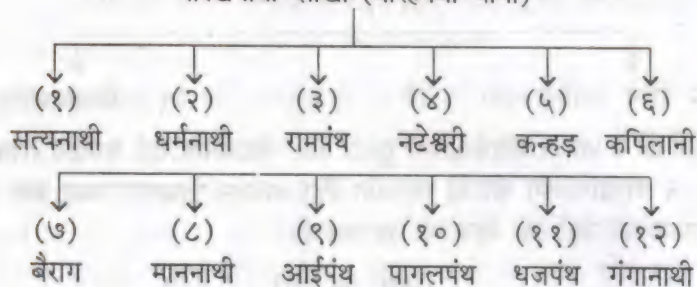 (१) (२) (३) (४) (५) (६)
सत्यनाथी धर्मनाथी रामपंथ नटेश्वरी कन्हड़ कपिलानी
(७) (८) (९) (१०) (११) (१२)
बैराग माननाथी आईपंथ पागलपंथ धजपंथ गंगानाथी